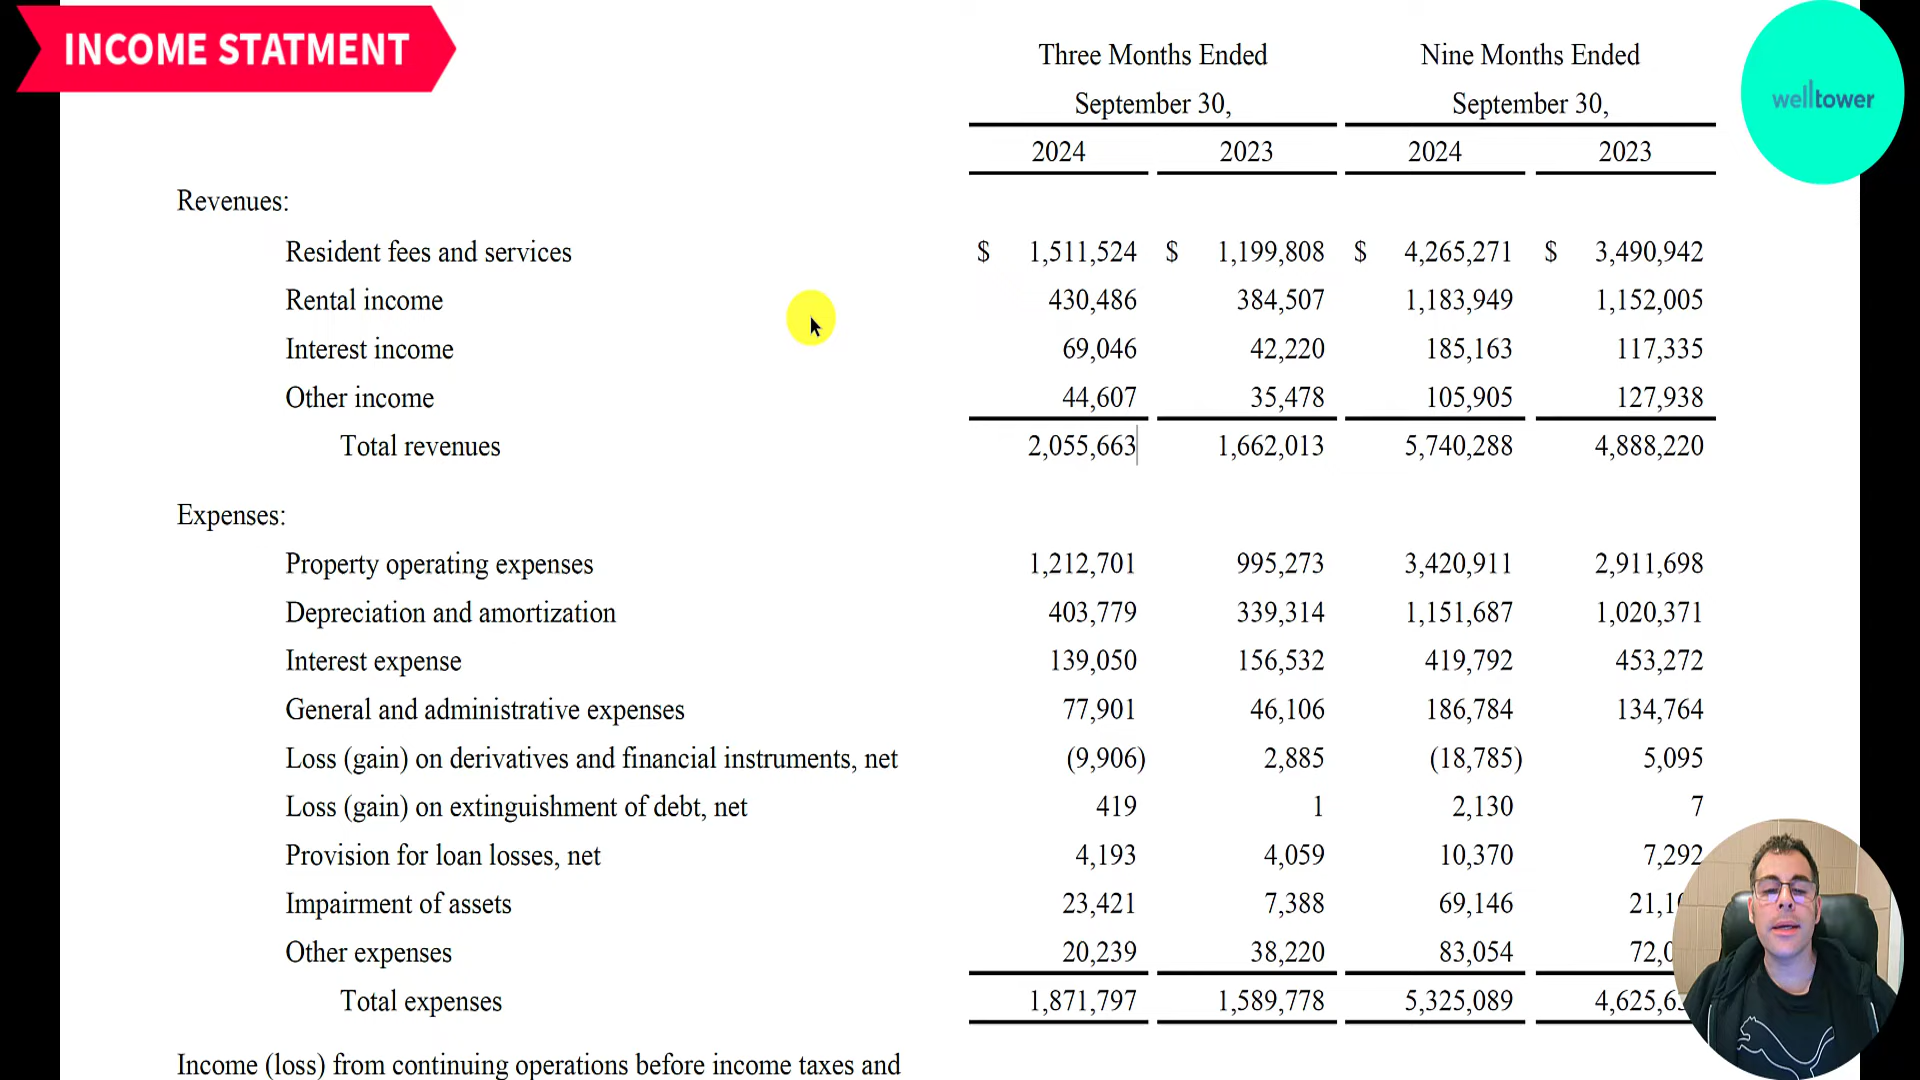 INCOME STATMENT
welltower
Three Months Ended Nine Months Ended
September 30, September 30,
2024 2023 2024 2023
Revenues:
Resident fees and services $ 1,511,524 $ 1,199,808 $ 4,265,271 $ 3,490,942
Rental income 430,486 384,507 1,183,949 1,152,005
Interest income 69,046 42,220 185,163 117,335
Other income 44,607 35,478 105,905 127,938
Total revenues 2,055,663 1,662,013 5,740,288 4,888,220
Expenses:
Property operating expenses 1,212,701 995,273 3,420,911 2,911,698
Depreciation and amortization 403,779 339,314 1,151,687 1,020,371
Interest expense 139,050 156,532 419,792 453,272
General and administrative expenses 77,901 46,106 186,784 134,764
Loss (gain) on derivatives and financial instruments, net (9,906) 2,885 (18,785) 5,095
Loss (gain) on extinguishment of debt, net 419 1 2,130 7
Provision for loan losses, net 4,193 4,059 10,370 7,292
Impairment of assets 23,421 7,388 69,146
Other expenses 20,239 38,220 83,054
Total expenses 1,871,797 1,589,778 5,325,089
Income (loss) from continuing operations before income taxes and